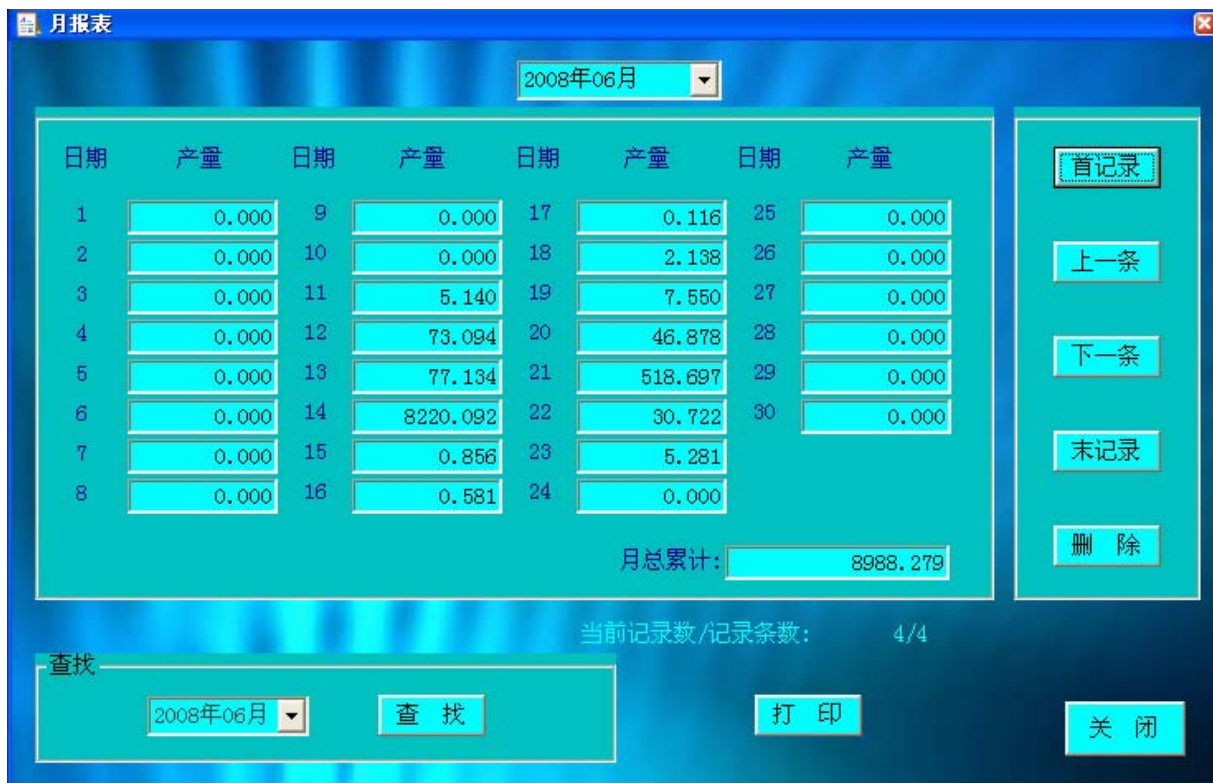 月报表
2008年06月
日期 产量 日期 产量 日期 产量 日期 产量
1 0.000 9 0.000 17 0.116 25 0.000
2 0.000 10 0.000 18 2.138 26 0.000
3 0.000 11 5.140 19 7.550 27 0.000
4 0.000 12 73.094 20 46.878 28 0.000
5 0.000 13 77.134 21 518.697 29 0.000
6 0.000 14 8220.092 22 30.722 30 0.000
7 0.000 15 0.856 23 5.281
8 0.000 16 0.581 24 0.000
月总累计: 8988.279
首记录
上一条
下一条
末记录
删 除
当前记录数/记录条数: 4/4
查找
2008年06月 查 找
打 印
关 闭